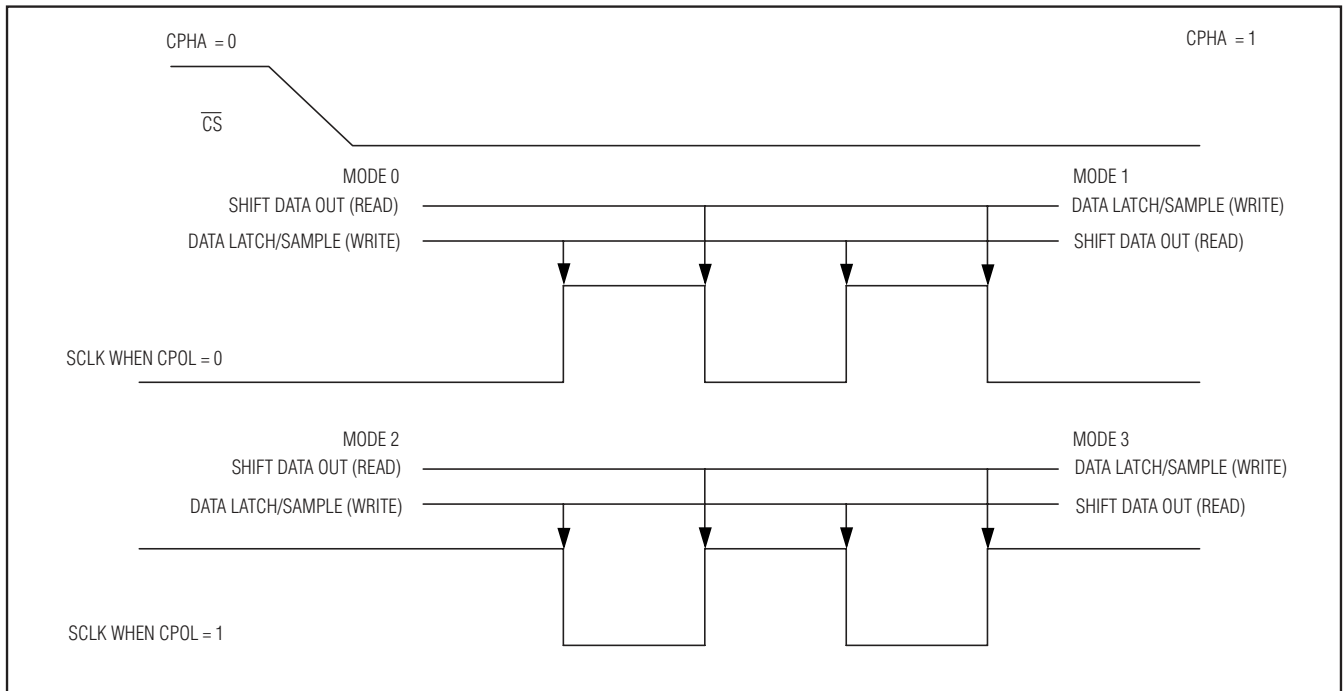 CPHA = 0
CPHA = 1
CS
MODE 0
MODE 1
SHIFT DATA OUT (READ)
DATA LATCH/SAMPLE (WRITE)
DATA LATCH/SAMPLE (WRITE)
SHIFT DATA OUT (READ)
SCLK WHEN CPOL = 0
MODE 2
MODE 3
SHIFT DATA OUT (READ)
DATA LATCH/SAMPLE (WRITE)
DATA LATCH/SAMPLE (WRITE)
SHIFT DATA OUT (READ)
SCLK WHEN CPOL = 1